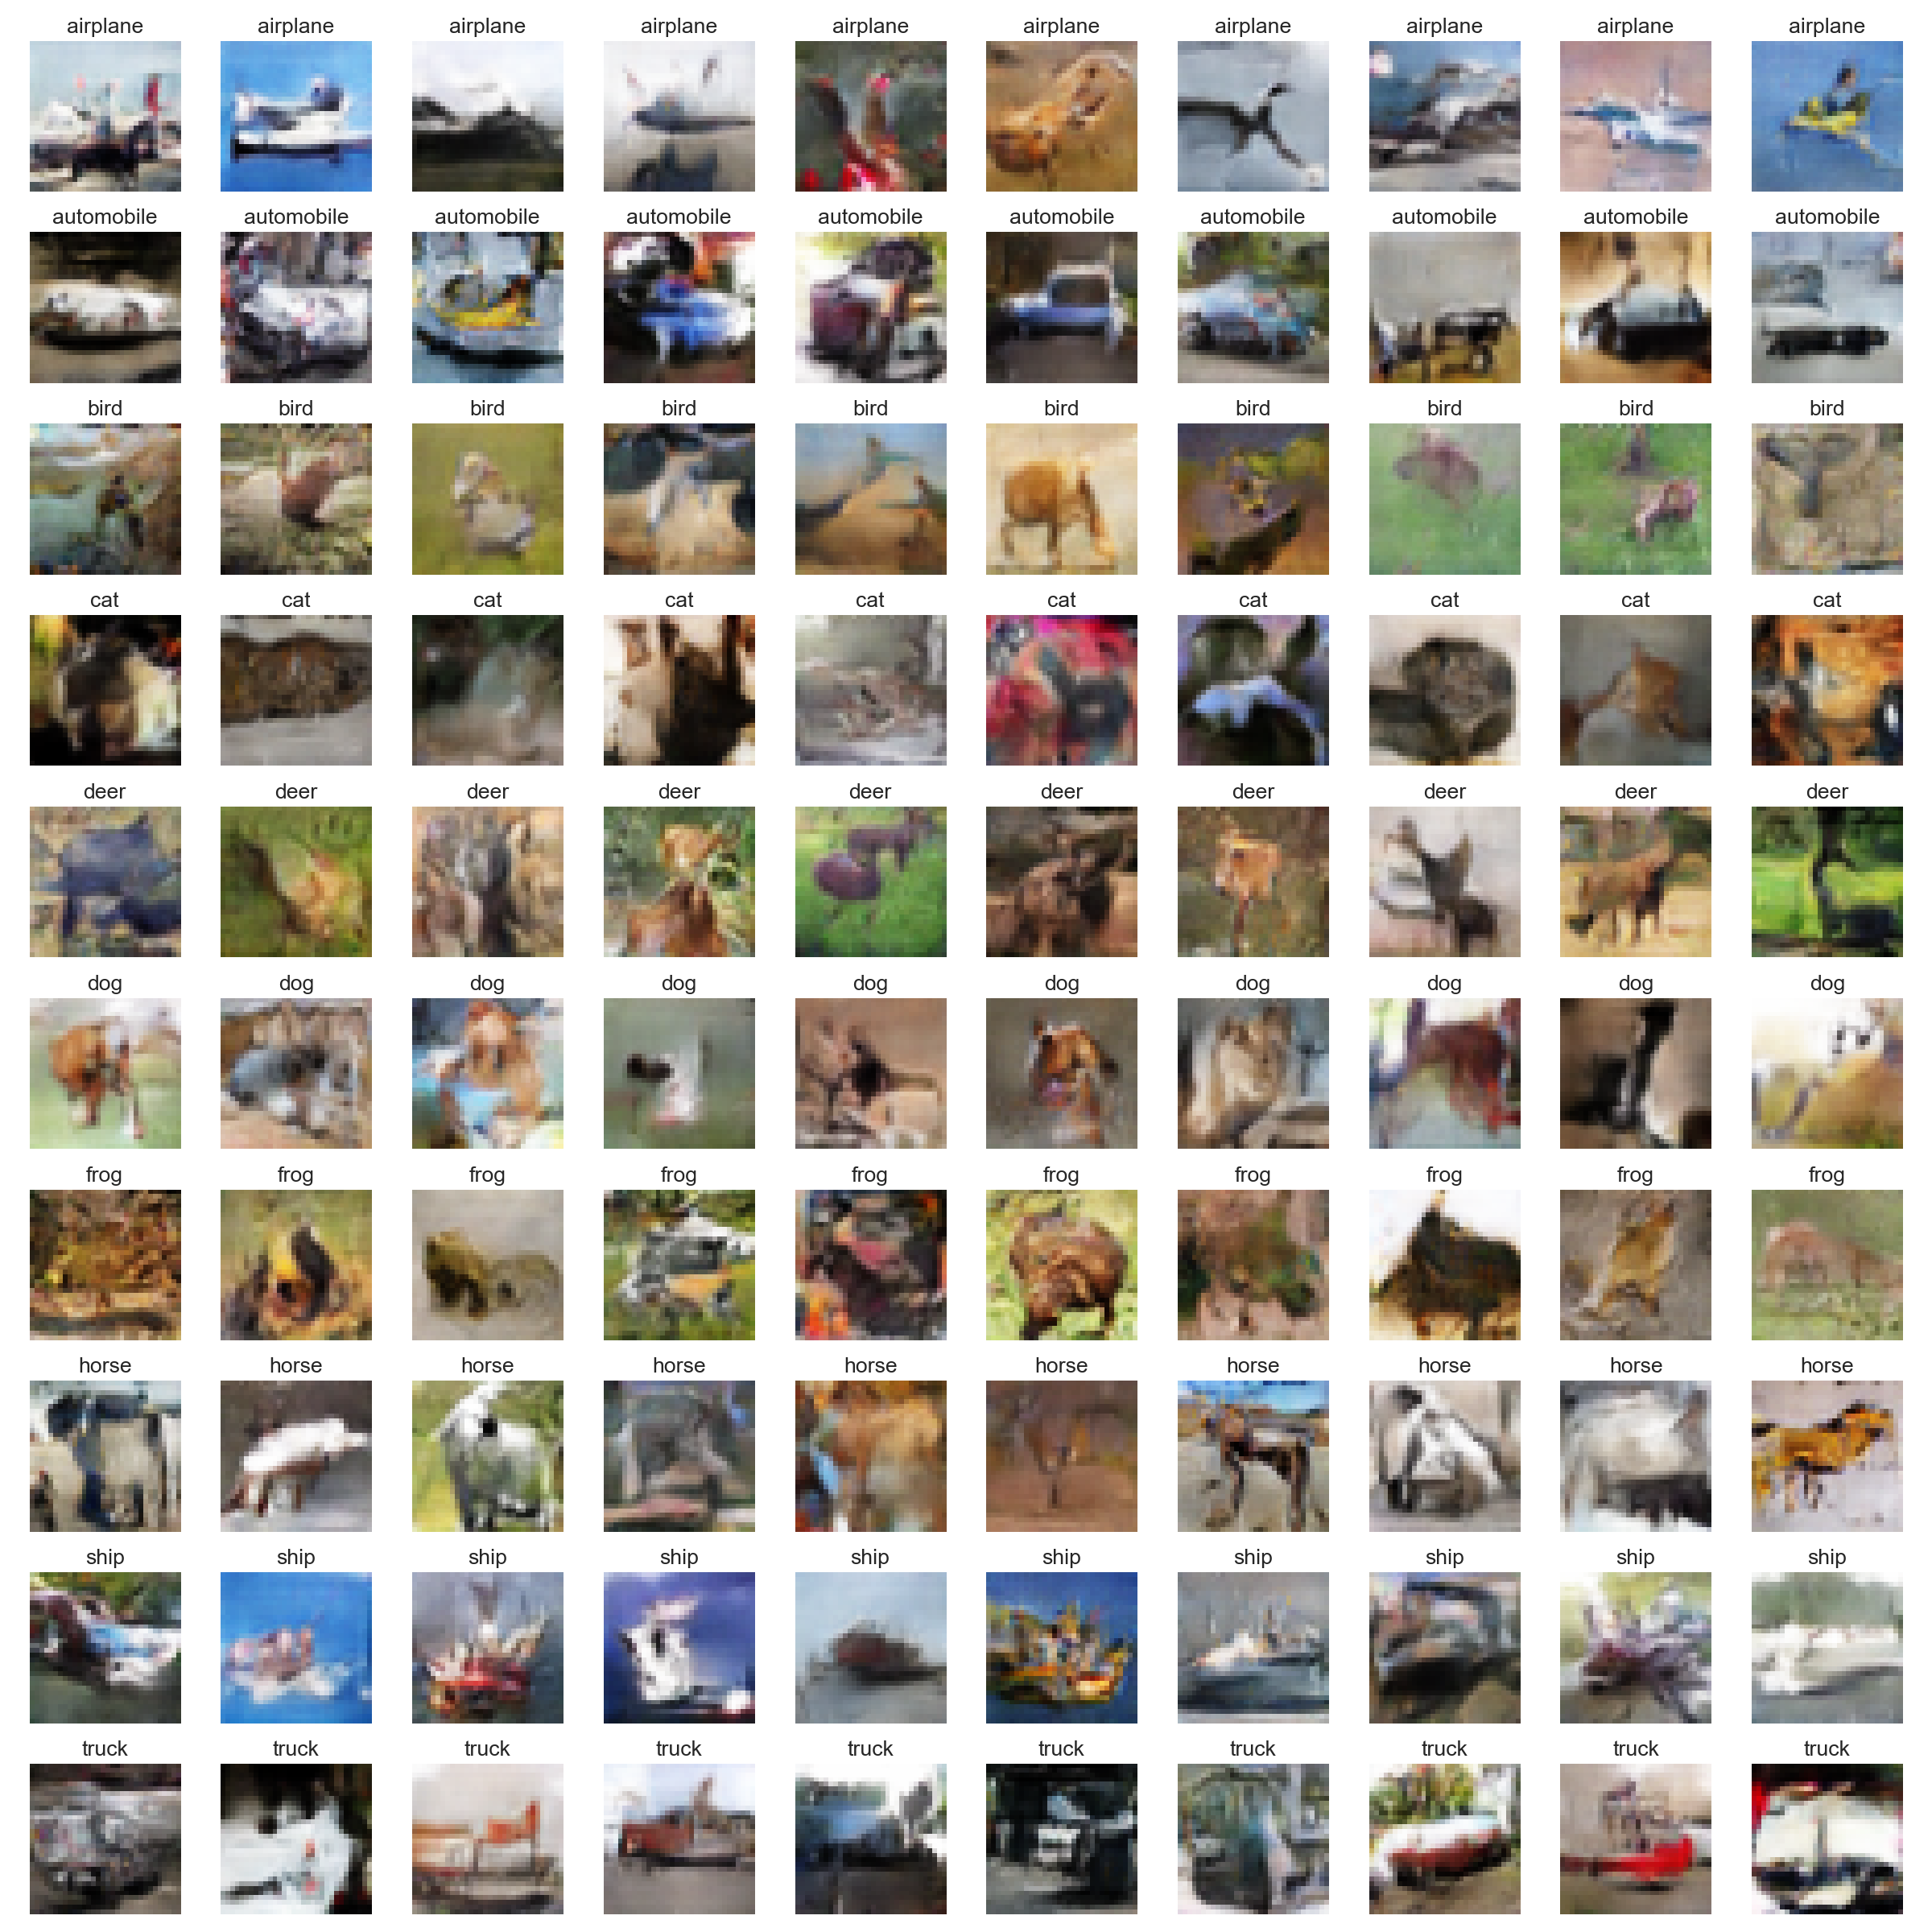 airplane airplane airplane airplane airplane airplane airplane airplane airplane airplane
automobile automobile automobile automobile automobile automobile automobile automobile automobile automobile
bird bird bird bird bird bird bird bird bird bird
cat cat cat cat cat cat cat cat cat cat
deer deer deer deer deer deer deer deer deer deer
dog dog dog dog dog dog dog dog dog dog
frog frog frog frog frog frog frog frog frog frog
horse horse horse horse horse horse horse horse horse horse
ship ship ship ship ship ship ship ship ship ship
truck truck truck truck truck truck truck truck truck truck